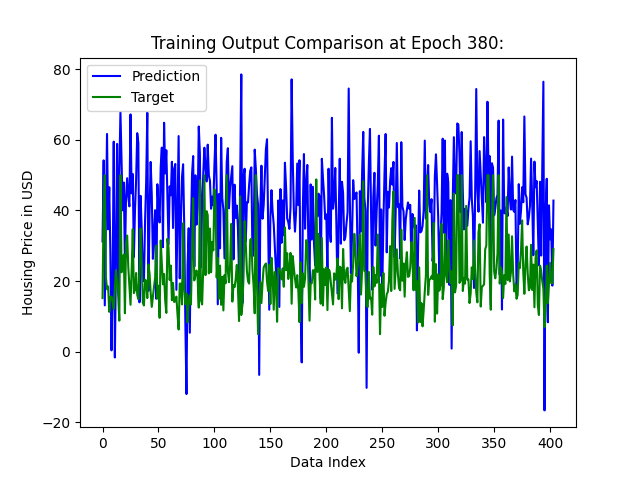 Training Output Comparison at Epoch 380:
Prediction
Target
80
60
40
20
0
−20
Housing Price in USD
0 50 100 150 200 250 300 350 400
Data Index